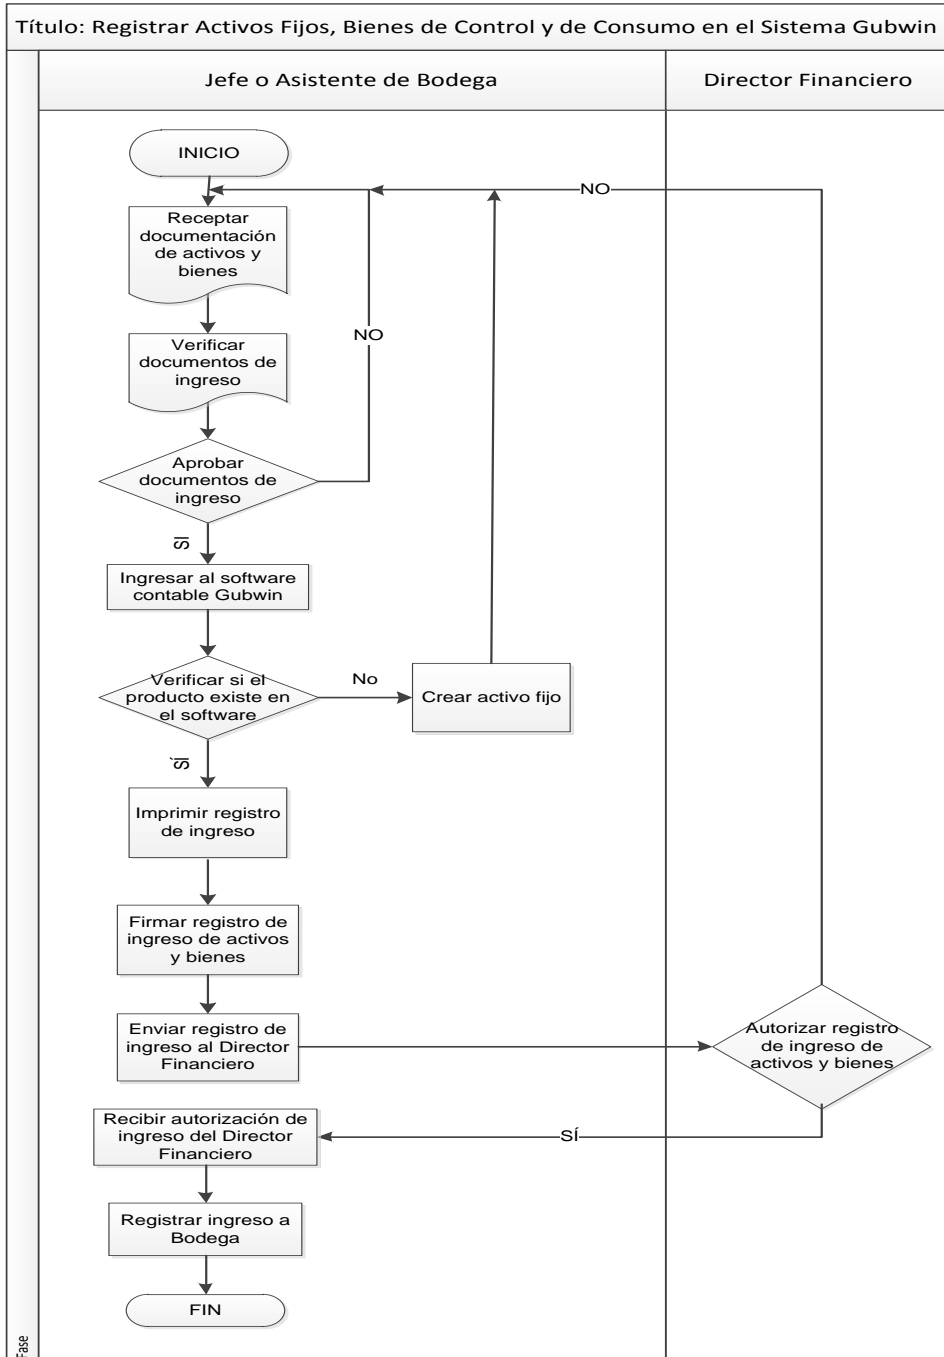 Título: Registrar Activos Fijos, Bienes de Control y de Consumo en el Sistema Gubwin
Jefe o Asistente de Bodega
Director Financiero
INICIO
NO
Receptar
documentación
de activos y
bienes
NO
Verificar
documentos de
ingreso
Aprobar
documentos de
ingreso
SI
Ingresar al software
contable Gubwin
Verificar si el
producto existe en
el software
No
Crear activo fijo
SÍ
Imprimir registro
de ingreso
Firmar registro de
ingreso de activos
y bienes
Enviar registro de
ingreso al Director
Financiero
Autorizar registro
de ingreso de
activos y bienes
Recibir autorización de
ingreso del Director
Financiero
SÍ
Registrar ingreso a
Bodega
FIN
Fase